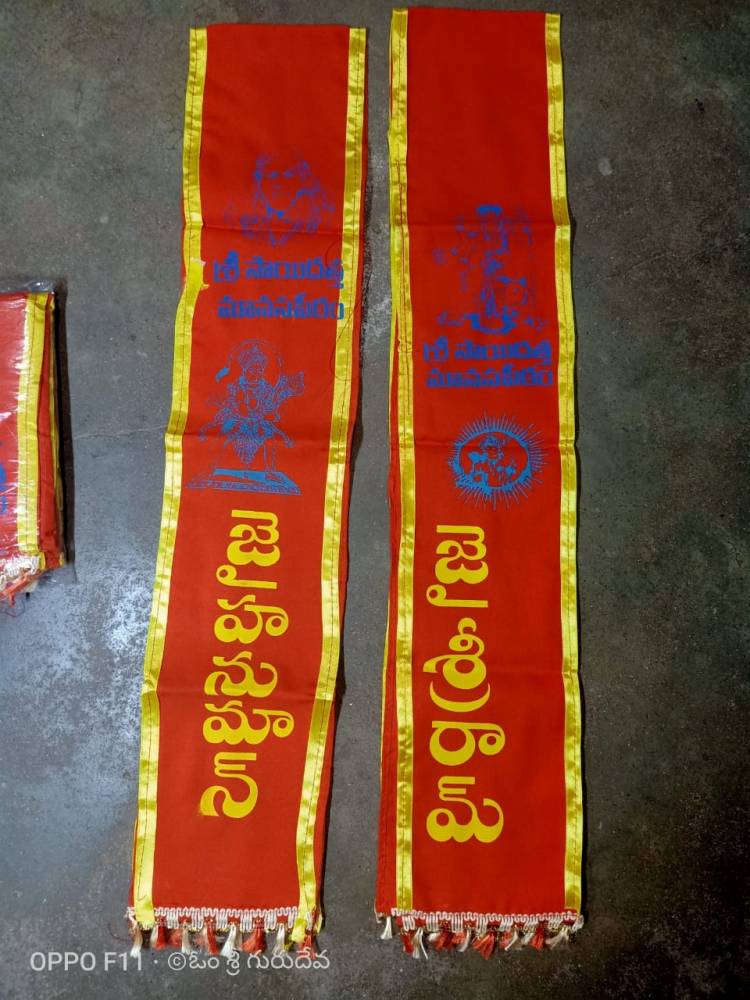 శ్రీ సాయిదత్త
మానసపీఠం
జై హనుమాన్
శ్రీ సాయిదత్త
మానసపీఠం
జై శ్రీరామ్
OPPO F11 · ©ఓం శ్రీ గురుదేవ